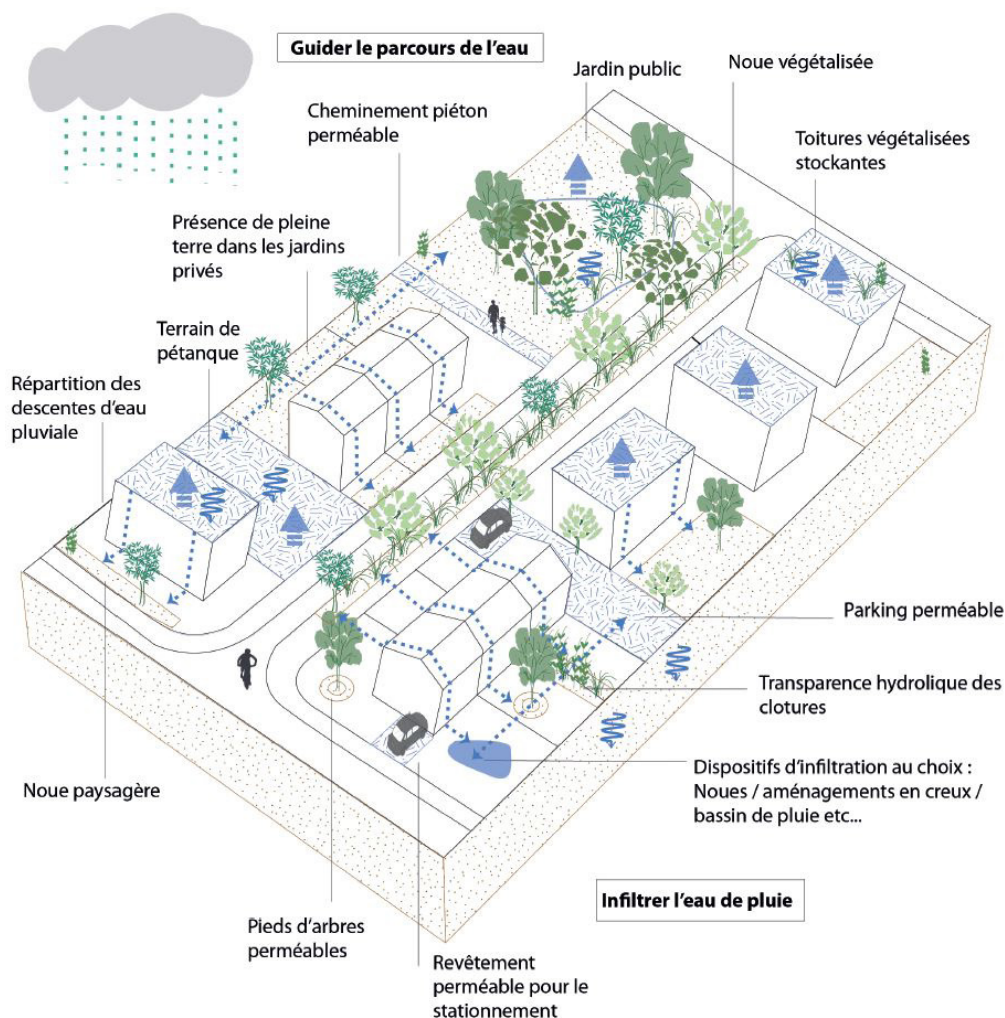 Guider le parcours de l’eau
Jardin public
Noue végétalisée
Cheminement piéton
perméable
Toitures végétalisées
stockantes
Présence de pleine
terre dans les jardins
privés
Terrain de
pétanque
Répartition des
descentes d’eau
pluviale
Parking perméable
Transparence hydrolique des
clotures
Noue paysagère
Dispositifs d’infiltration au choix :
Noues / aménagements en creux /
bassin de pluie etc...
Infiltrer l’eau de pluie
Pieds d’arbres
perméables
Revêtement
perméable pour le
stationnement